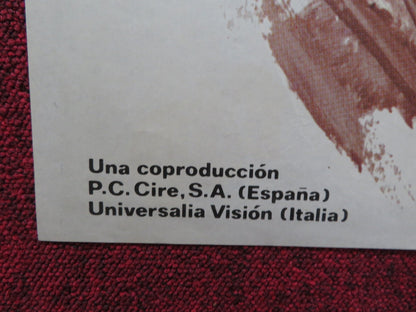 Una coproducción
P.C. Cire, S.A. (España)
Universalia Visión (Italia)